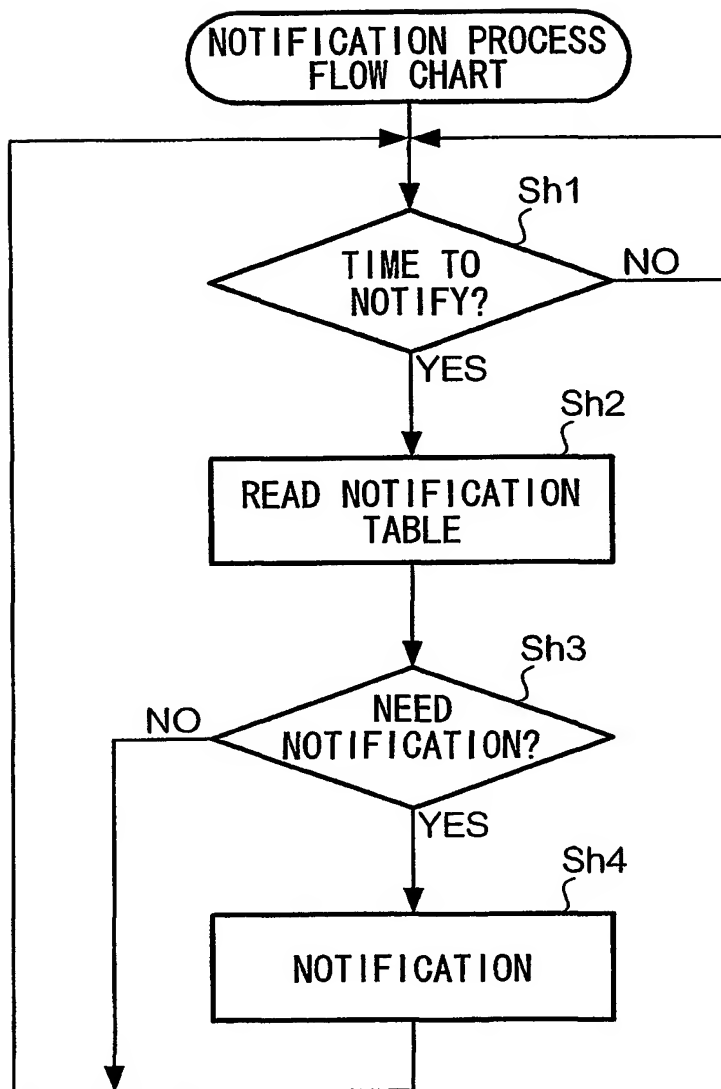 NOTIFICATION PROCESS
FLOW CHART
Sh1
TIME TO
NOTIFY?
NO
YES
Sh2
READ NOTIFICATION
TABLE
Sh3
NO
NEED
NOTIFICATION?
YES
Sh4
NOTIFICATION